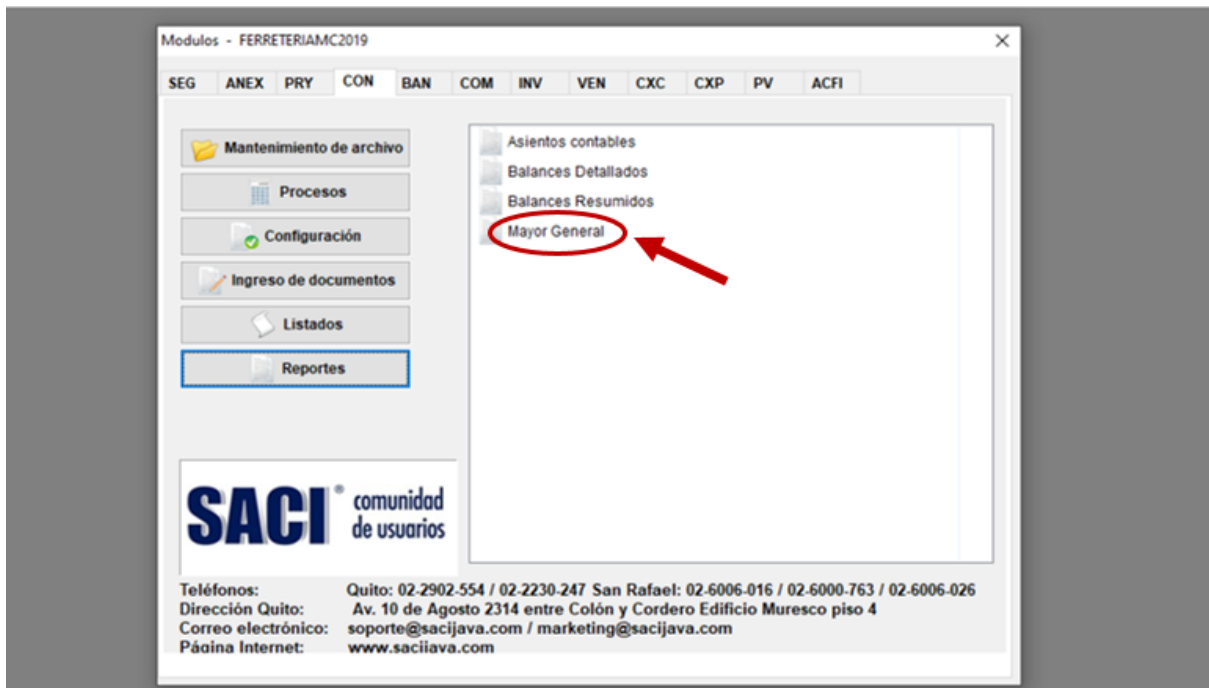 Modulos - FERRETERIAMC2019
SEG ANEX PRY CON BAN COM INV VEN CXC CXP PV ACFI
Mantenimiento de archivo
Procesos
Configuración
Ingreso de documentos
Listados
Reportes
Asientos contables
Balances Detallados
Balances Resumidos
Mayor General
SACI® comunidad
de usuarios
Teléfonos: Quito: 02-2902-554 / 02-2230-247 San Rafael: 02-6006-016 / 02-6000-763 / 02-6006-026
Dirección Quito: Av. 10 de Agosto 2314 entre Colón y Cordero Edificio Muresco piso 4
Correo electrónico: soporte@sacijava.com / marketing@sacijava.com
Página Internet: www.sacijava.com